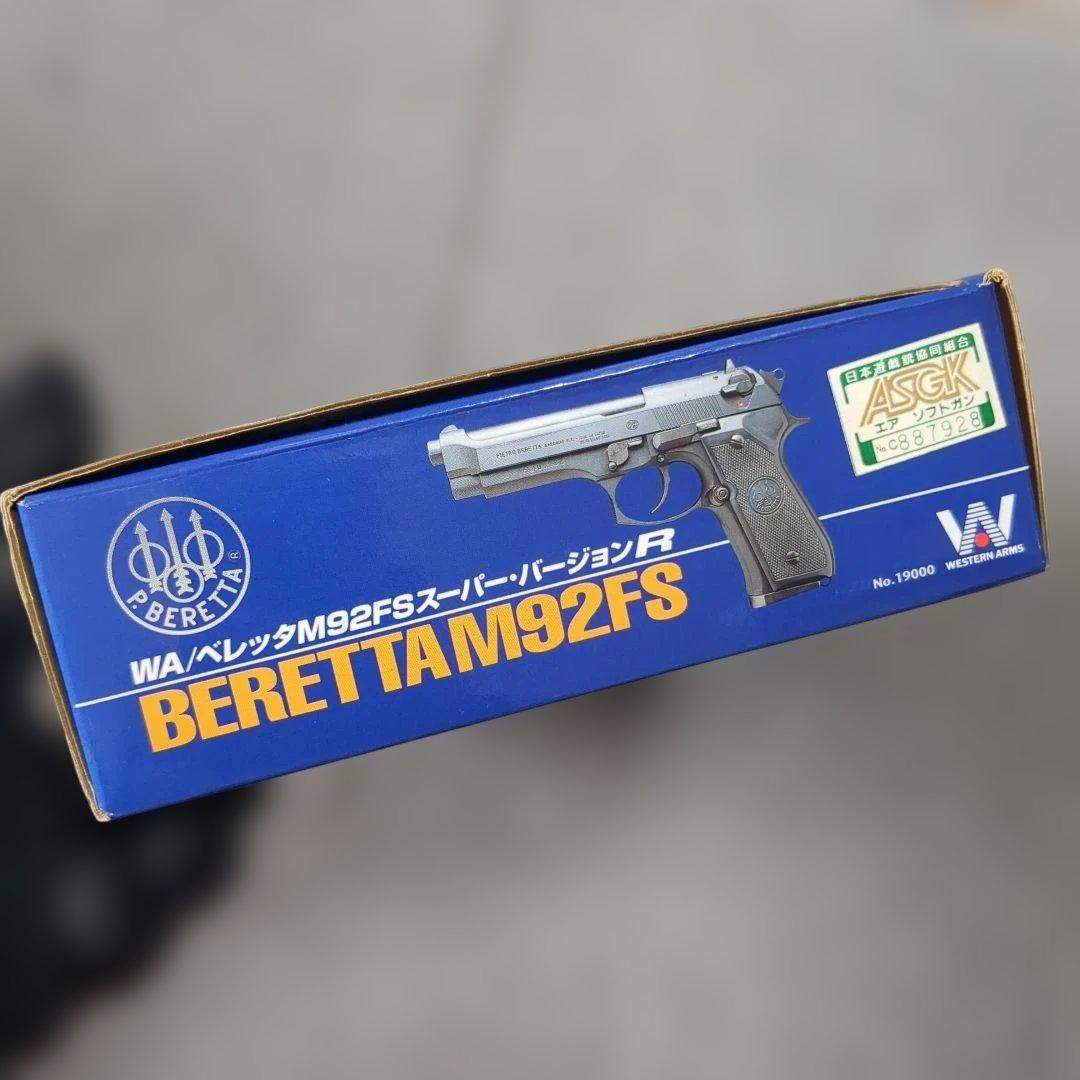 日本遊戯銃協同組合
ASGK
エアソフトガン
No.C887928
PIETRO BERETTA
P. BERETTA
R
WA/ベレッタM92FSスーパー・バージョンR
BERETTA M92FS
No.19000
WESTERN ARMS